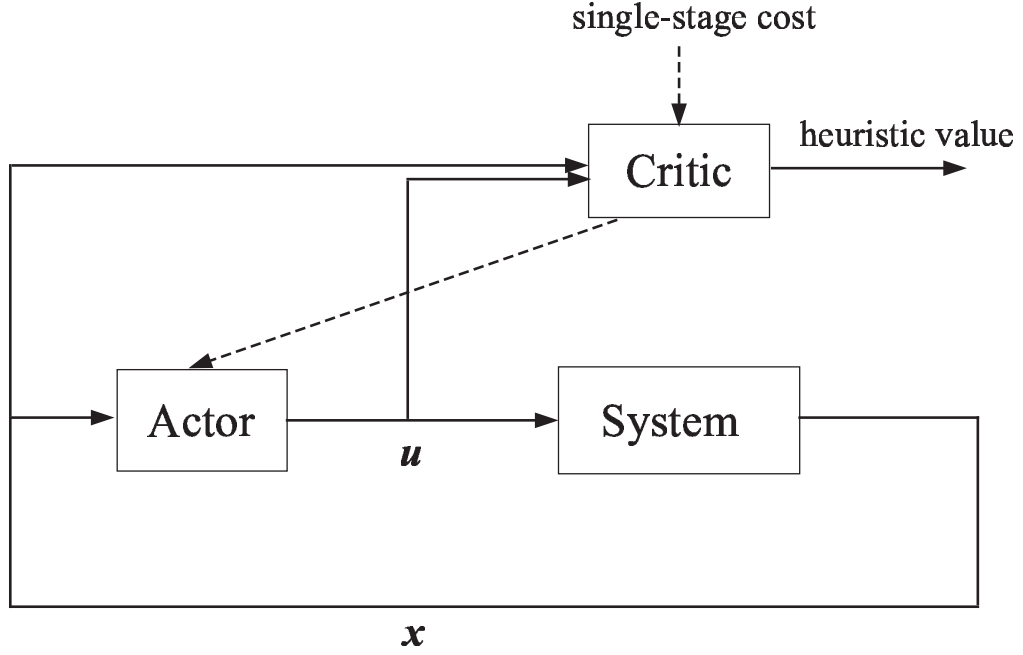 single-stage cost
heuristic value
Critic
Actor
System
u
x